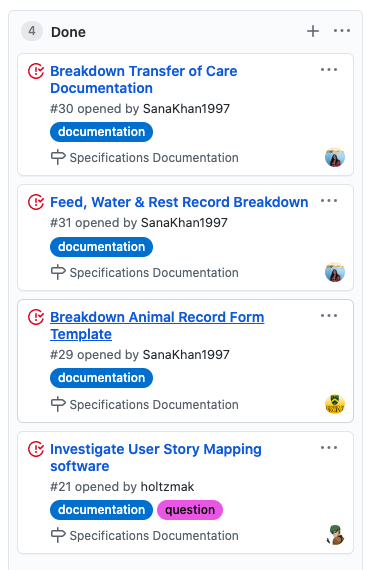 4 Done
Breakdown Transfer of Care
Documentation
#30 opened by SanaKhan1997
documentation
Specifications Documentation
Feed, Water & Rest Record Breakdown
#31 opened by SanaKhan1997
documentation
Specifications Documentation
Breakdown Animal Record Form
Template
#29 opened by SanaKhan1997
documentation
Specifications Documentation
Investigate User Story Mapping
software
#21 opened by holtzmak
documentation question
Specifications Documentation